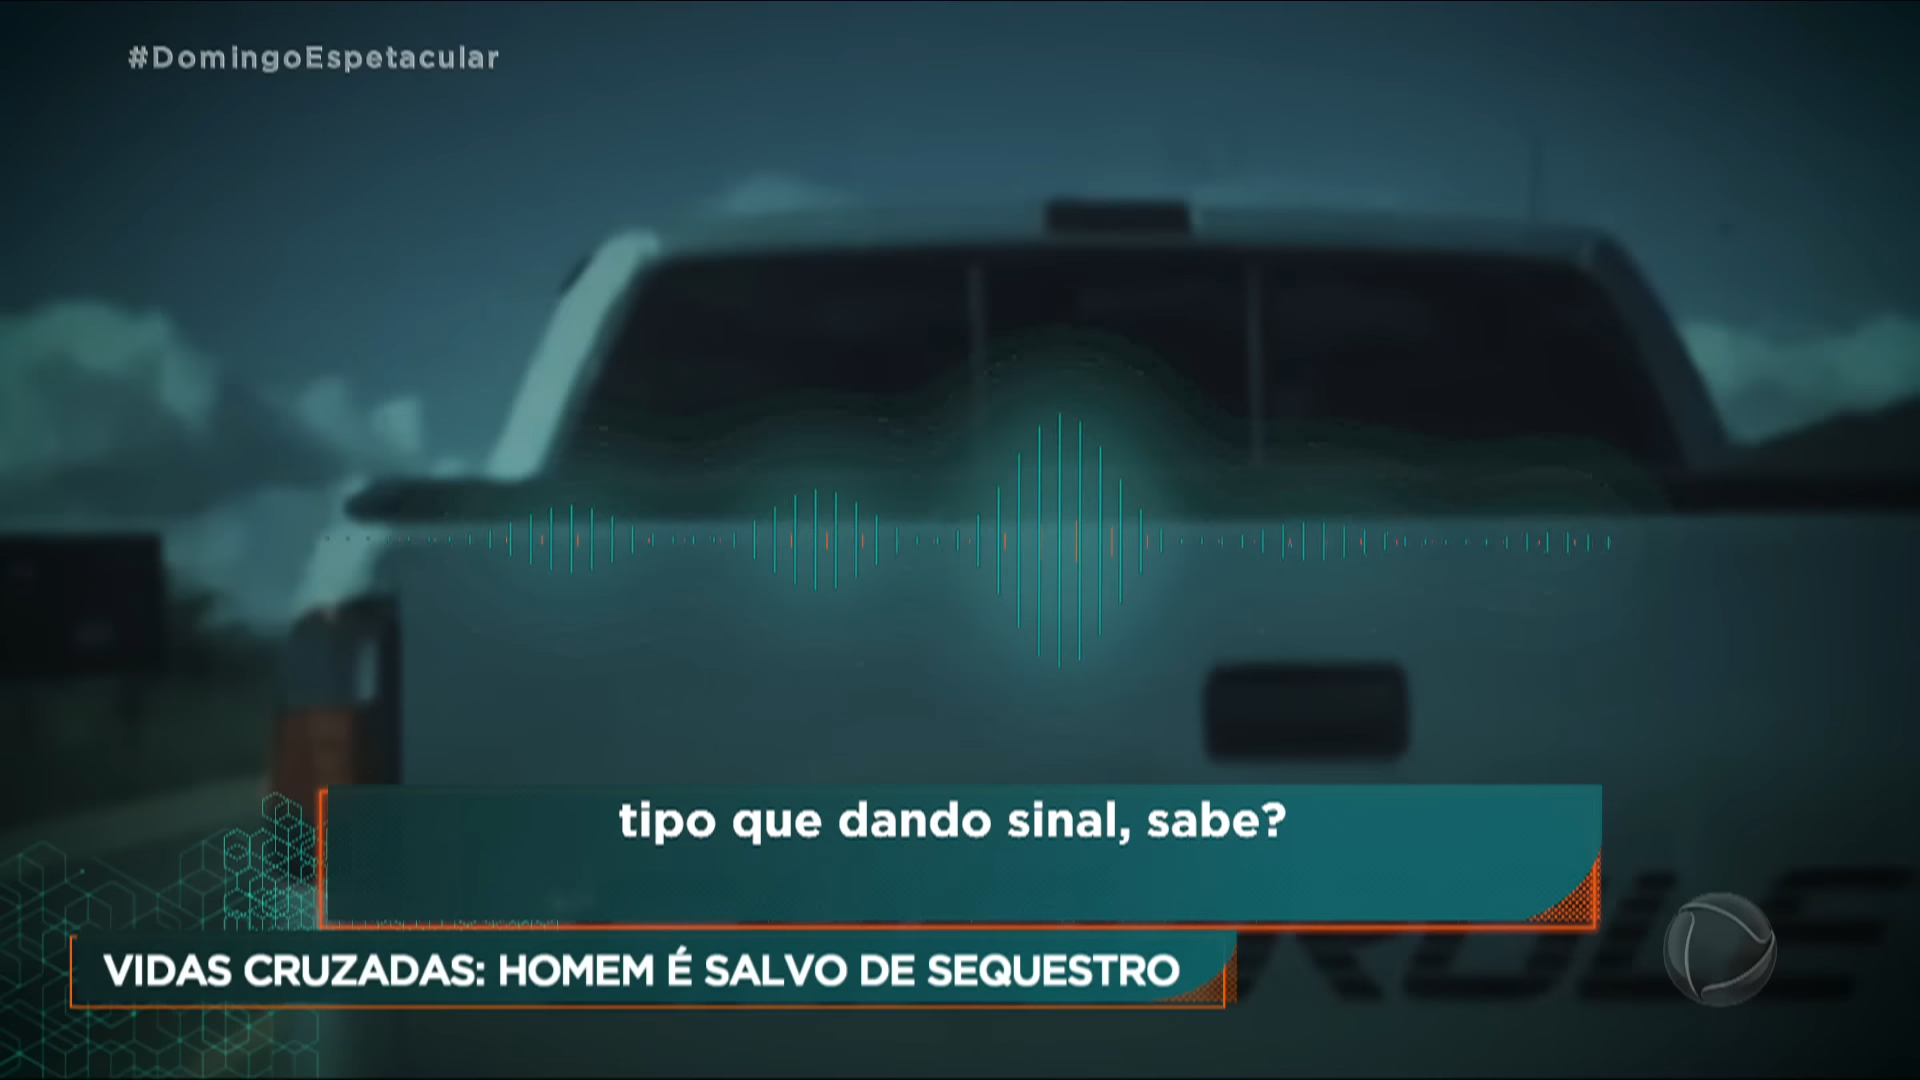 #DomingoEspetacular
tipo que dando sinal, sabe?
VIDAS CRUZADAS: HOMEM É SALVO DE SEQUESTRO